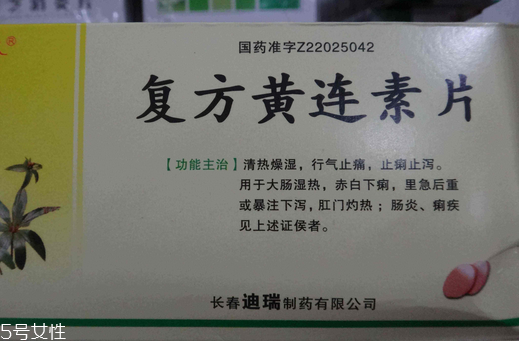 国药准字Z22025042
复方黄连素片
【功能主治】清热燥湿，行气止痛，止痢止泻。
用于大肠湿热，赤白下痢，里急后重
或暴注下泻，肛门灼热；肠炎、痢疾
见上述证侯者。
长春迪瑞制药有限公司
5号女性